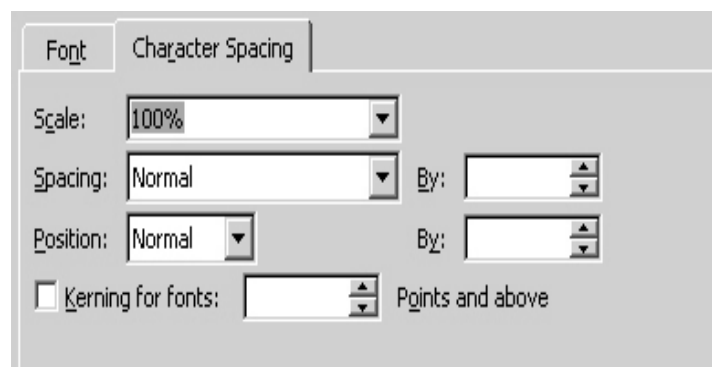 Font Character Spacing
Scale: 100%
Spacing: Normal By:
Position: Normal By:
Kerning for fonts: Points and above